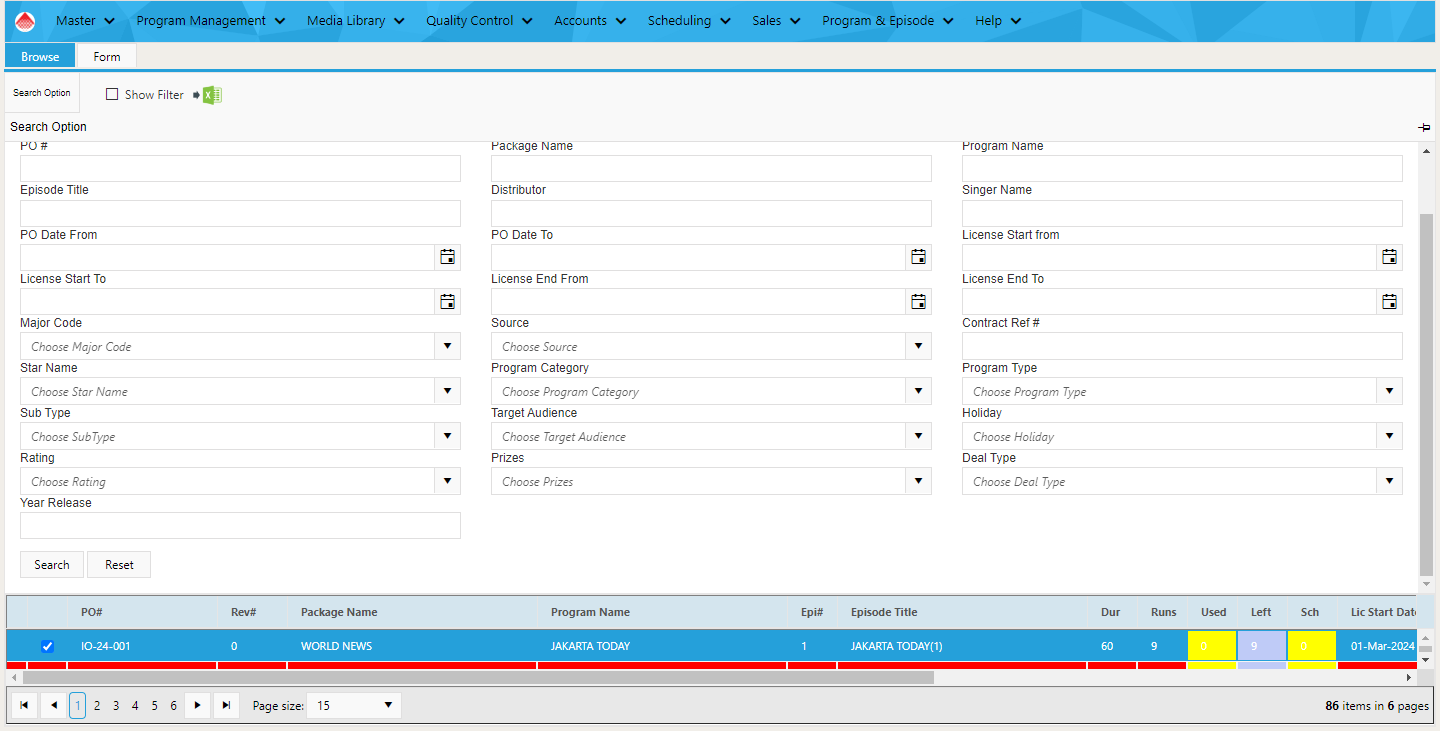 Master Program Management Media Library Quality Control Accounts Scheduling Sales Program & Episode Help
Browse Form
Search Option Show Filter
Search Option
PO # Package Name Program Name
Episode Title Distributor Singer Name
PO Date From PO Date To License Start from
License Start To License End From License End To
Major Code Source Contract Ref #
Choose Major Code Choose Source
Star Name Program Category Program Type
Choose Star Name Choose Program Category Choose Program Type
Sub Type Target Audience Holiday
Choose SubType Choose Target Audience Choose Holiday
Rating Prizes Deal Type
Choose Rating Choose Prizes Choose Deal Type
Year Release
Search Reset
PO# Rev# Package Name Program Name Epi# Episode Title Dur Runs Used Left Sch Lic Start Date
IO-24-001 0 WORLD NEWS JAKARTA TODAY 1 JAKARTA TODAY(1) 60 9 0 9 0 01-Mar-2024
1 2 3 4 5 6 Page size: 15 86 items in 6 pages